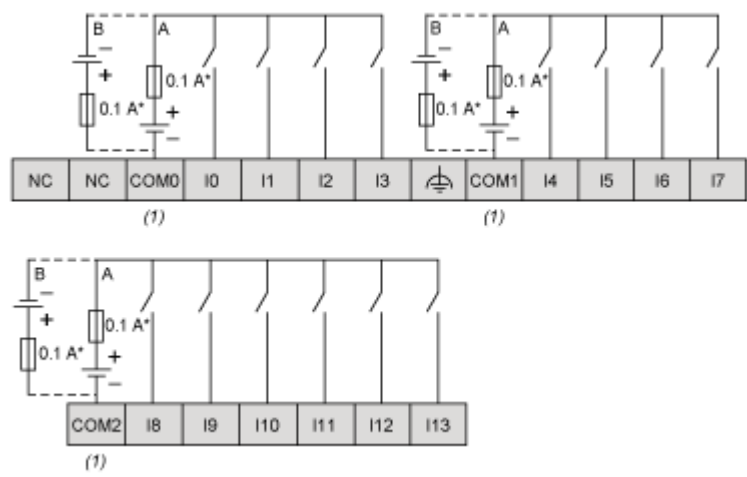 B A B A
− −
+ 0.1 A* + 0.1 A*
0.1 A* + 0.1 A* +
− −
NC NC COM0 I0 I1 I2 I3 COM1 I4 I5 I6 I7
(1) (1)
B A
−
+ 0.1 A*
0.1 A* +
−
COM2 I8 I9 I10 I11 I12 I13
(1)